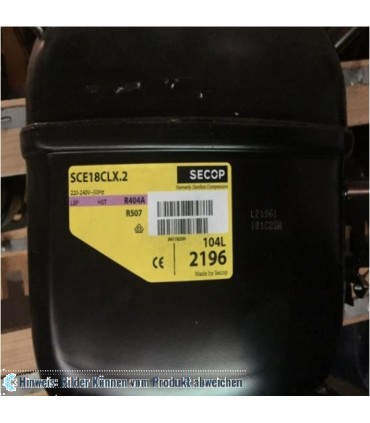 SCE18CLX.2
SECOP
Formerly Danfoss Compressors
220-240V~50Hz
LBP HST R404A
R507
104L
2196
CE
Made by Secop
Hinweis: Bilder Können vom Produkt abweichen